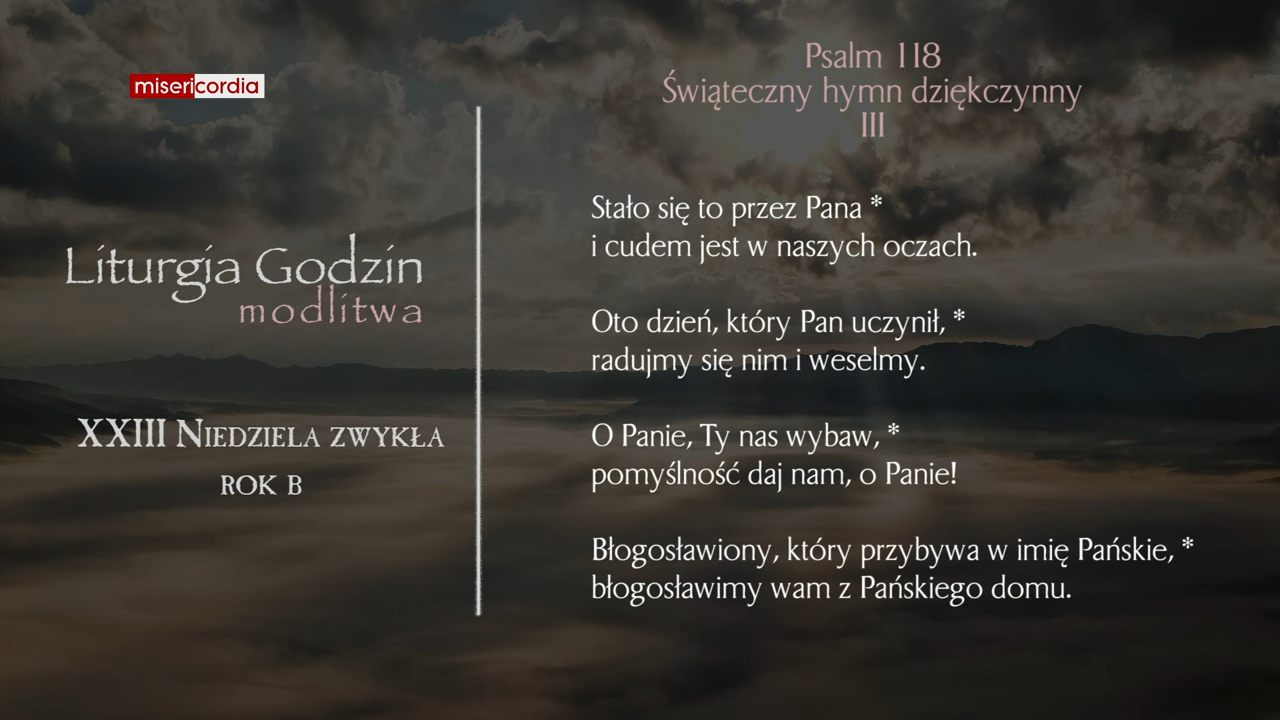 misericordia
Liturgia Godzin
modlitwa
XXIII Niedziela zwykła
rok B
Psalm 118
Świąteczny hymn dziękczynny
III
Stało się to przez Pana *
i cudem jest w naszych oczach.
Oto dzień, który Pan uczynił, *
radujmy się nim i weselmy.
O Panie, Ty nas wybaw, *
pomyślność daj nam, o Panie!
Błogosławiony, który przybywa w imię Pańskie, *
błogosławimy wam z Pańskiego domu.